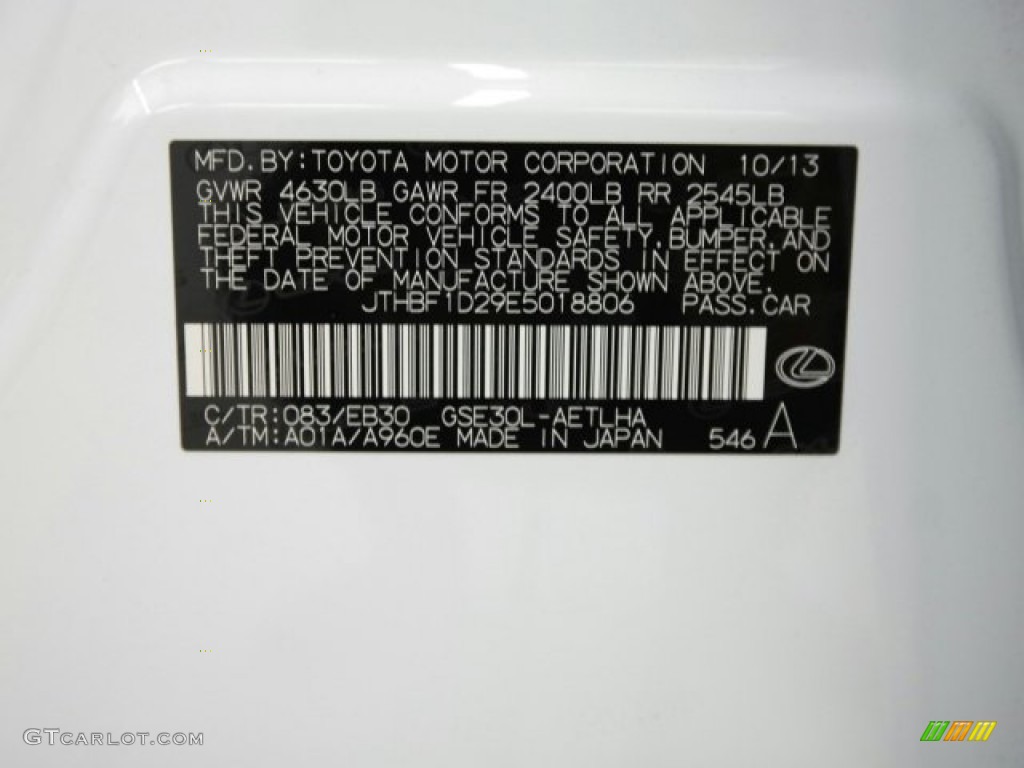 MFD.BY:TOYOTA MOTOR CORPORATION 10/13
GVWR 4630LB GAWR FR 2400LB RR 2545LB
THIS VEHICLE CONFORMS TO ALL APPLICABLE
FEDERAL MOTOR VEHICLE SAFETY,BUMPER,AND
THEFT PREVENTION STANDARDS IN EFFECT ON
THE DATE OF MANUFACTURE SHOWN ABOVE.
JTHBF1D29E5018806 PASS.CAR
C/TR:083/EB30 GSE30L-AETLHA
A/TM:A01A/A960E MADE IN JAPAN 546 A
GTCARLOT.COM